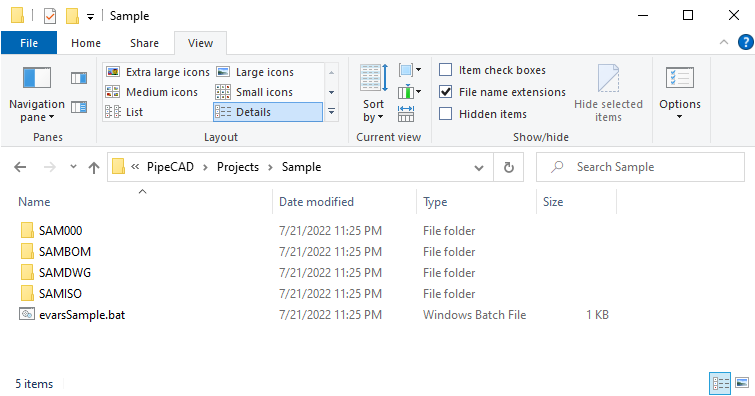 Sample
File Home Share View
Navigation pane
Panes
Extra large icons Large icons
Medium icons Small icons
List Details
Layout
Sort by
Current view
Item check boxes
File name extensions
Hidden items
Hide selected items
Show/hide
Options
« PipeCAD > Projects > Sample
Search Sample
Name Date modified Type Size
SAM000 7/21/2022 11:25 PM File folder
SAMBOM 7/21/2022 11:25 PM File folder
SAMDWG 7/21/2022 11:25 PM File folder
SAMISO 7/21/2022 11:25 PM File folder
evarsSample.bat 7/21/2022 11:25 PM Windows Batch File 1 KB
5 items